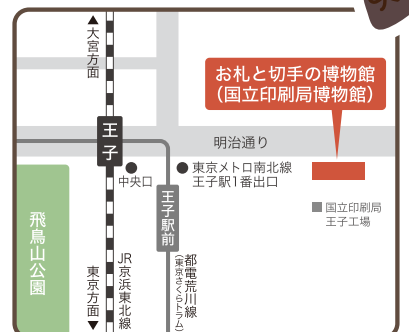 ▲大宮方面
お札と切手の博物館
(国立印刷局博物館)
王子
明治通り
中央口
東京メトロ南北線
王子駅1番出口
王子駅前
国立印刷局
王子工場
飛鳥山公園
東京方面▼
JR京浜東北線
都電荒川線
(東京さくらトラム)